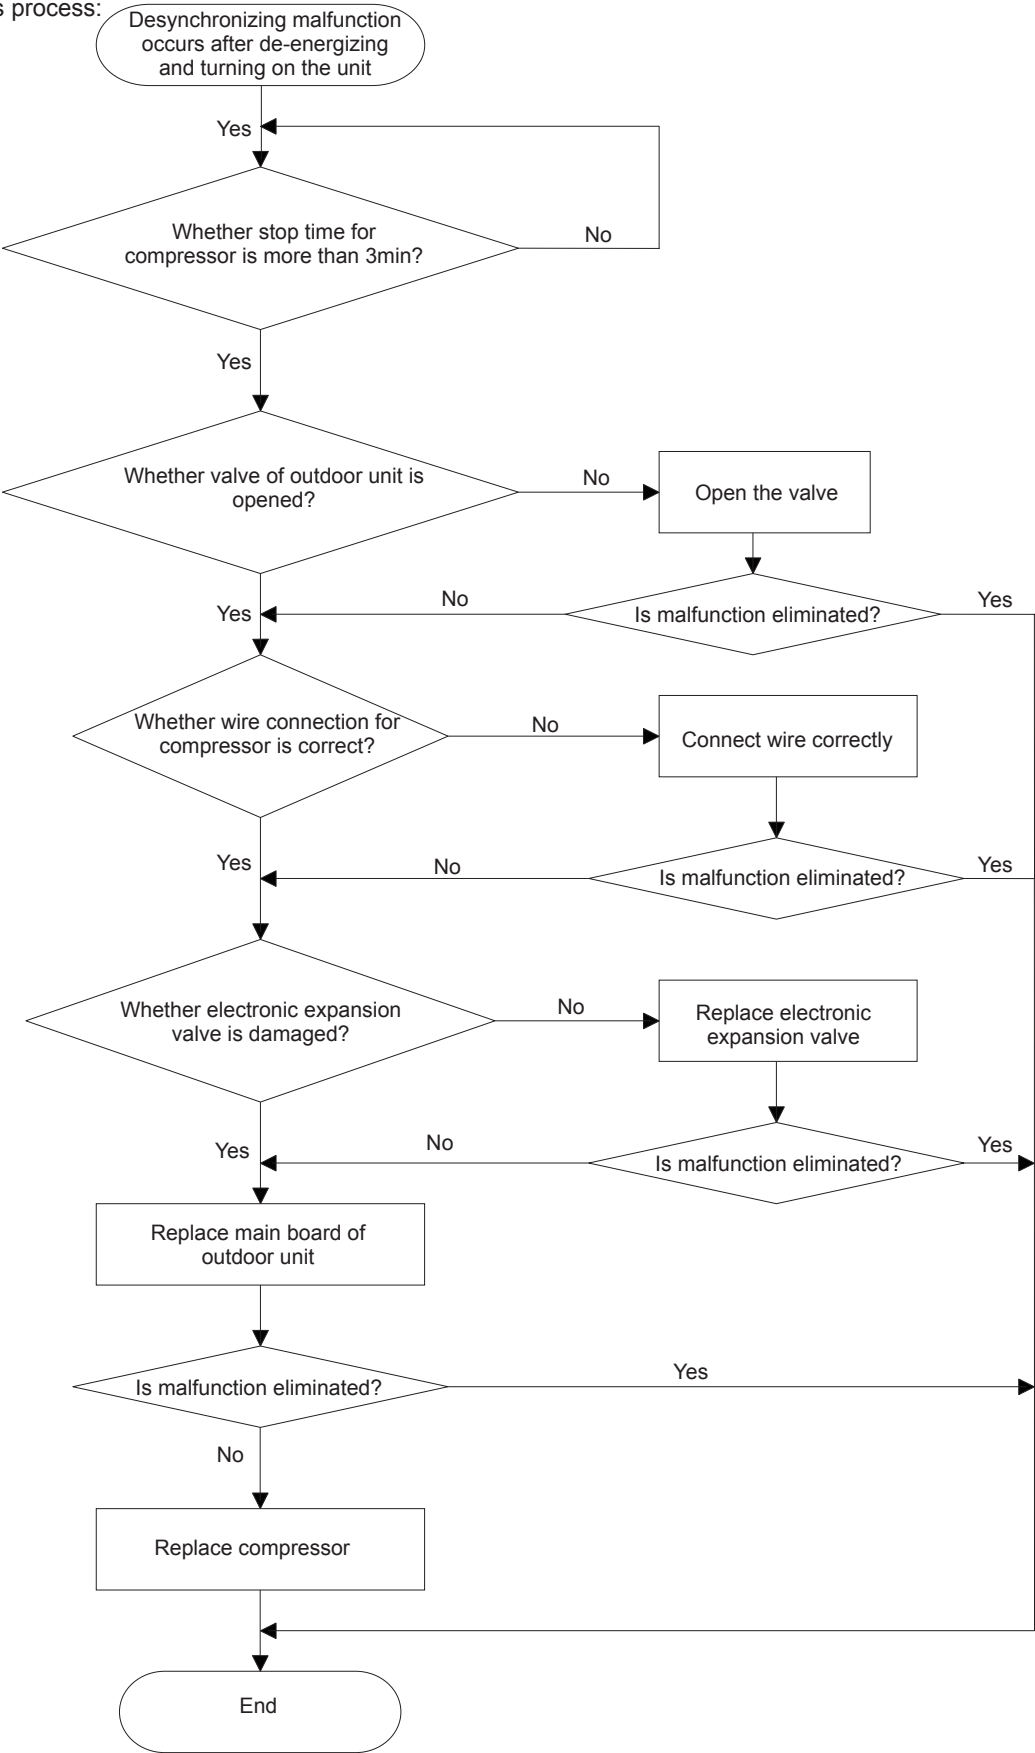 s process:
Desynchronizing malfunction
occurs after de-energizing
and turning on the unit
Yes
Whether stop time for
compressor is more than 3min?
No
Yes
Whether valve of outdoor unit is
opened?
No
Open the valve
Yes
No
Is malfunction eliminated?
Yes
Whether wire connection for
compressor is correct?
No
Connect wire correctly
Yes
No
Is malfunction eliminated?
Yes
Whether electronic expansion
valve is damaged?
No
Replace electronic
expansion valve
Yes
No
Is malfunction eliminated?
Yes
Replace main board of
outdoor unit
Is malfunction eliminated?
Yes
No
Replace compressor
End